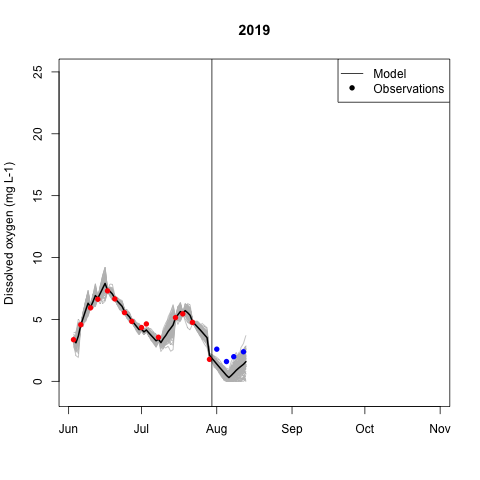 2019
Model
Observations
Dissolved oxygen (mg L-1)
25
20
15
10
5
0
Jun Jul Aug Sep Oct Nov